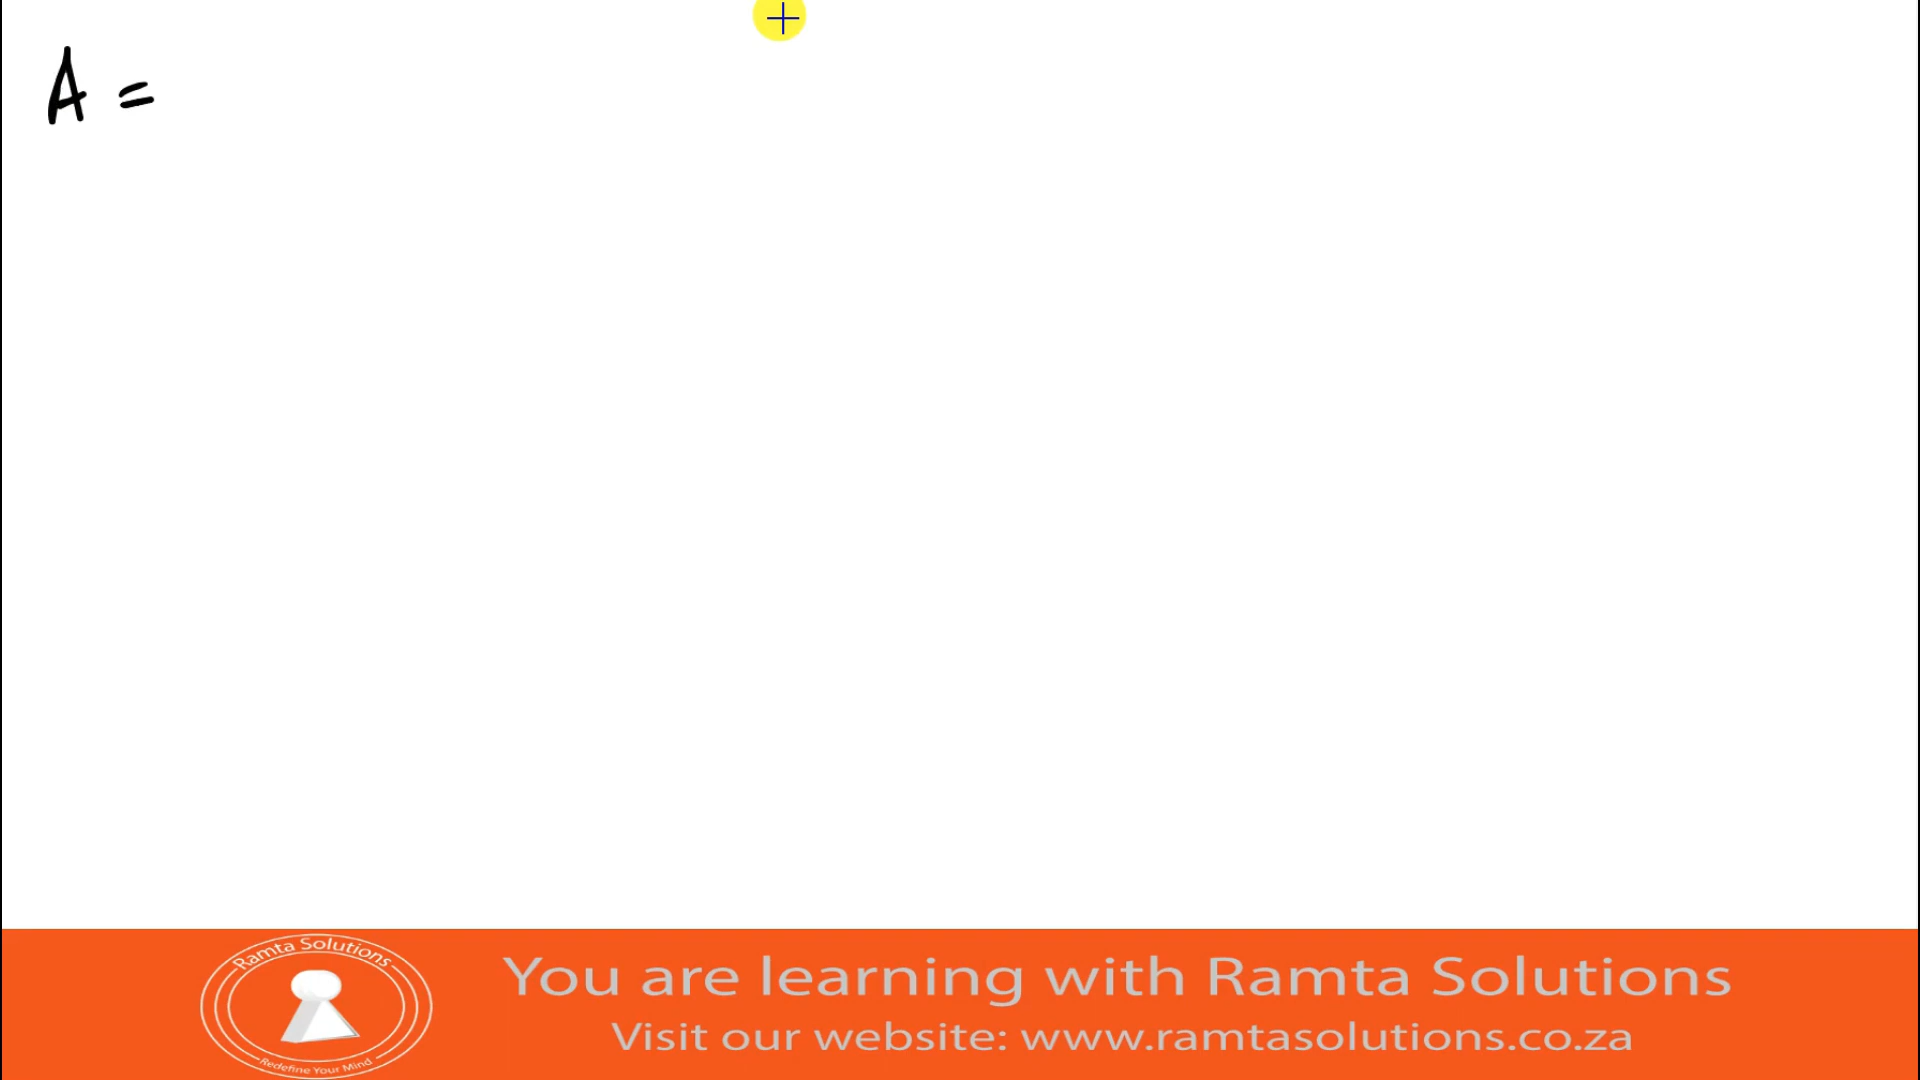 A =
Ramta Solutions
Redefine Your Mind
You are learning with Ramta Solutions
Visit our website: www.ramtasolutions.co.za